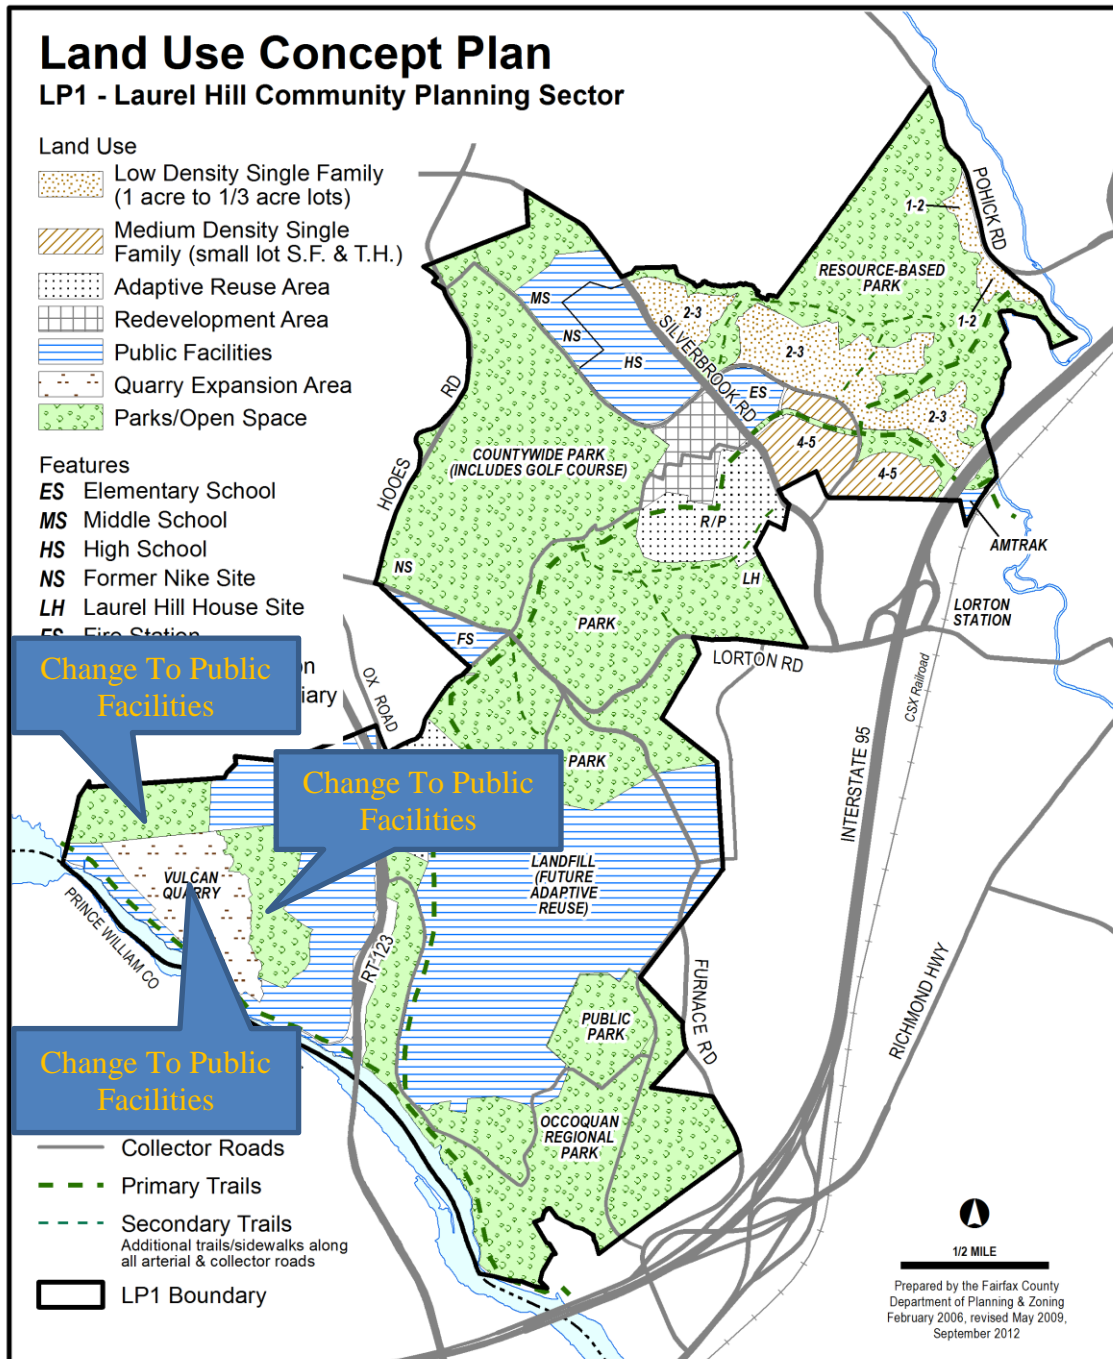 Land Use Concept Plan
LP1 - Laurel Hill Community Planning Sector
Land Use
Low Density Single Family
(1 acre to 1/3 acre lots)
Medium Density Single
Family (small lot S.F. & T.H.)
Adaptive Reuse Area
Redevelopment Area
Public Facilities
Quarry Expansion Area
Parks/Open Space
Features
ES Elementary School
MS Middle School
HS High School
NS Former Nike Site
LH Laurel Hill House Site
FS Fire Station
Change To Public
Facilities
Change To Public
Facilities
Change To Public
Facilities
Collector Roads
Primary Trails
Secondary Trails
Additional trails/sidewalks along
all arterial & collector roads
LP1 Boundary
POHICK RD
1-2
RESOURCE-BASED
PARK
1-2
MS
NS
HS
2-3
SILVERBROOK RD
2-3
ES
2-3
4-5
4-5
HOOES
RD
COUNTYWIDE PARK
(INCLUDES GOLF COURSE)
R/P
AMTRAK
NS
LH
LORTON
STATION
FS
PARK
LORTON RD
OX ROAD
CSX Railroad
PARK
INTERSTATE 95
VULCAN
QUARRY
LANDFILL
(FUTURE
ADAPTIVE
REUSE)
PRINCE WILLIAM CO
RT 123
FURNACE RD
RICHMOND HWY
PUBLIC
PARK
OCCOQUAN
REGIONAL
PARK
1/2 MILE
Prepared by the Fairfax County
Department of Planning & Zoning
February 2006, revised May 2009,
September 2012